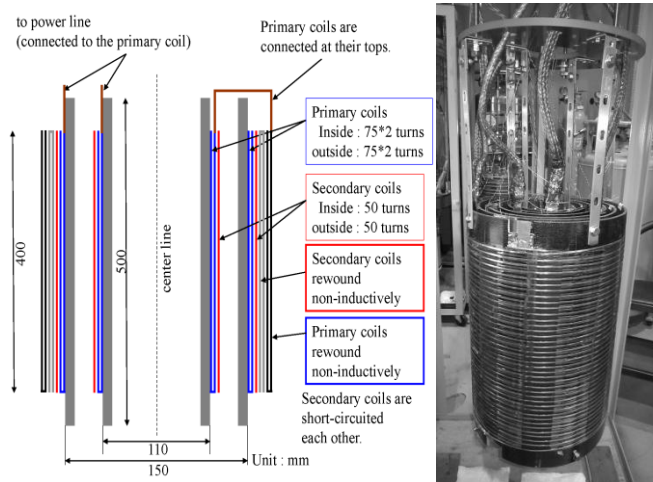 to power line
(connected to the primary coil)
Primary coils are
connected at their tops.
Primary coils
Inside : 75*2 turns
outside : 75*2 turns
Secondary coils
Inside : 50 turns
outside : 50 turns
Secondary coils
rewound
non-inductively
Primary coils
rewound
non-inductively
Secondary coils are
short-circuited
each other.
400
500
center line
110
150
Unit : mm